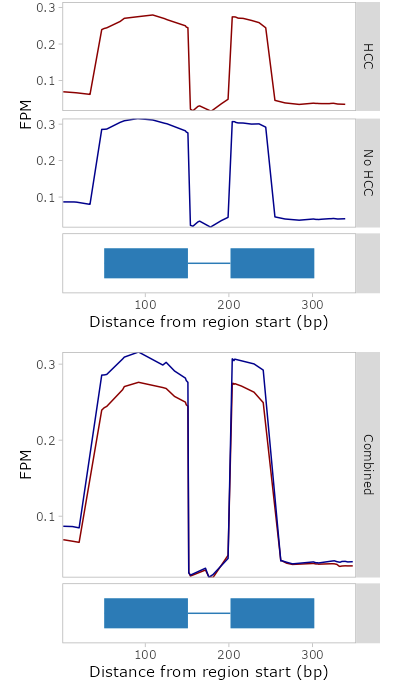 0.3
0.2
0.1
HCC
FPM
0.3
0.2
0.1
No HCC
100 200 300
Distance from region start (bp)
0.3
0.2
0.1
FPM
Combined
100 200 300
Distance from region start (bp)